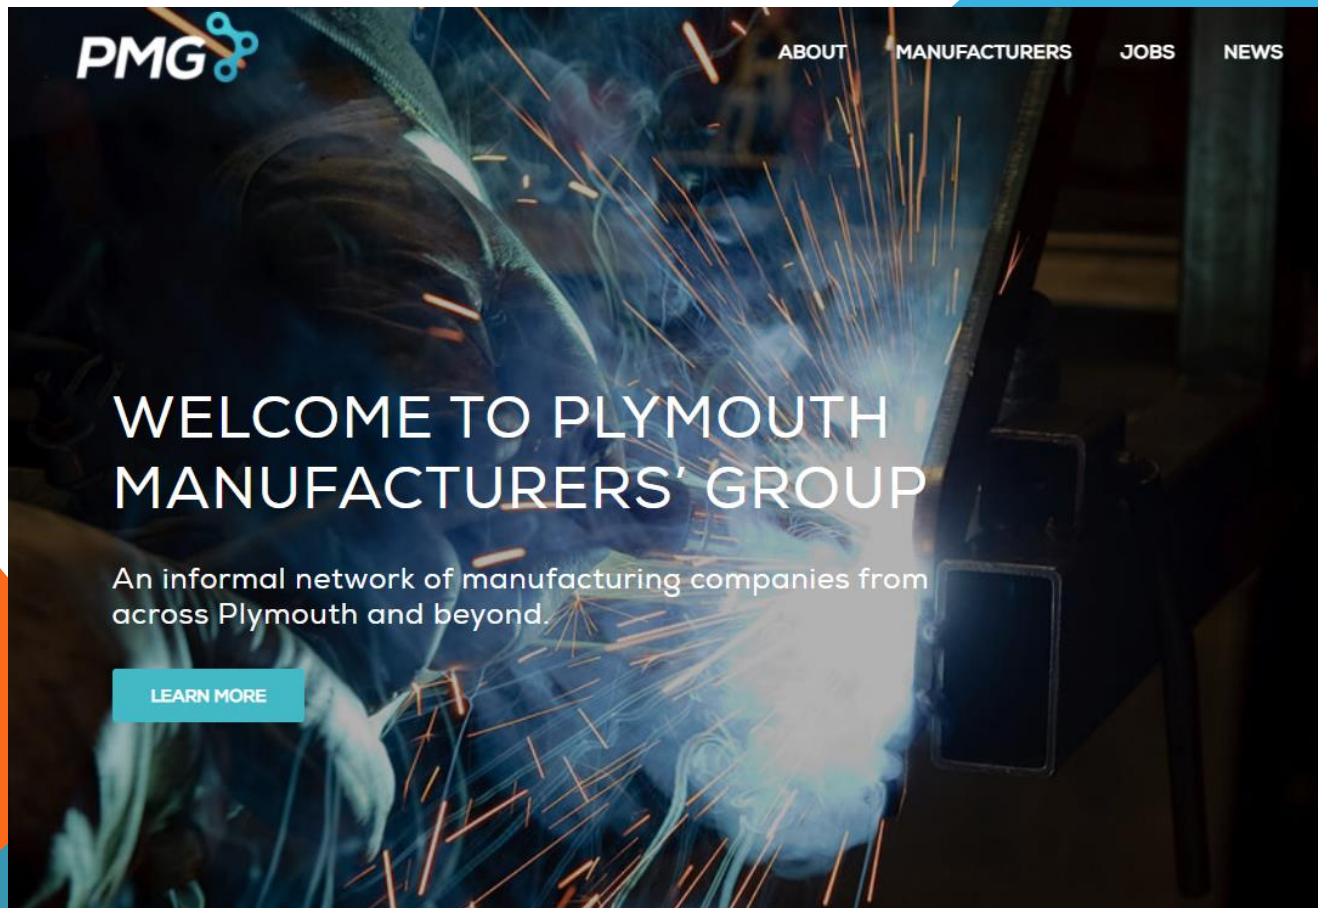 PMG
ABOUT MANUFACTURERS JOBS NEWS
WELCOME TO PLYMOUTH
MANUFACTURERS’ GROUP
An informal network of manufacturing companies from
across Plymouth and beyond.
LEARN MORE